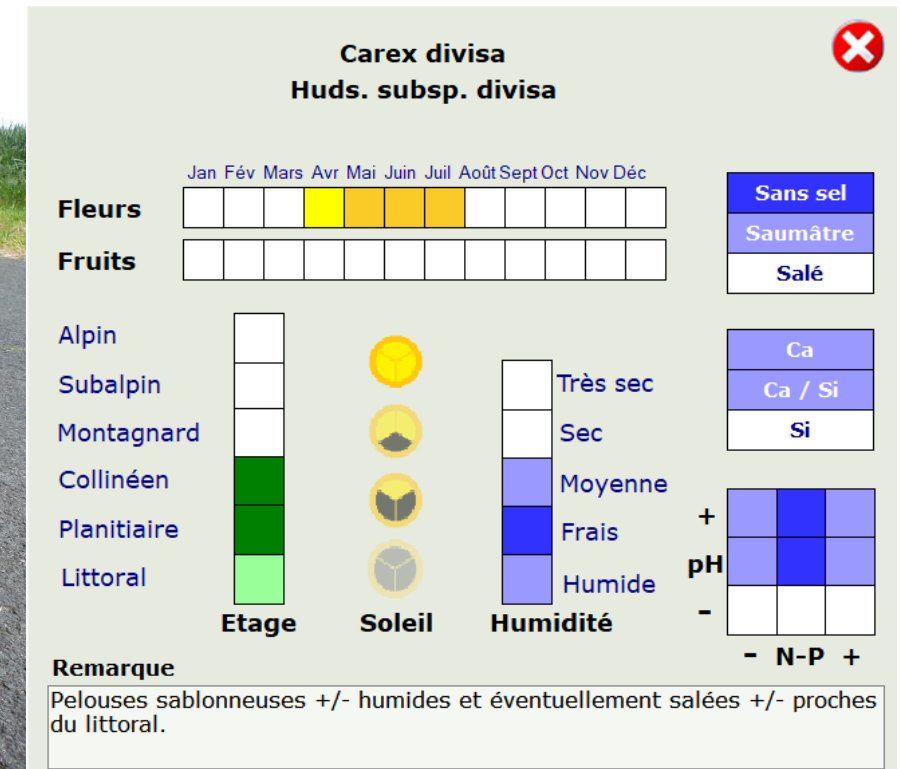 Carex divisa
Huds. subsp. divisa
Jan Fév Mars Avr Mai Juin Juil Août Sept Oct Nov Déc
Fleurs
Fruits
Sans sel
Saumâtre
Salé
Alpin
Subalpin
Montagnard
Collinéen
Planitiaire
Littoral
Etage
Soleil
Très sec
Sec
Moyenne
Frais
Humide
Humidité
Ca
Ca / Si
Si
+
pH
-
- N-P +
Remarque
Pelouses sablonneuses +/- humides et éventuellement salées +/- proches
du littoral.